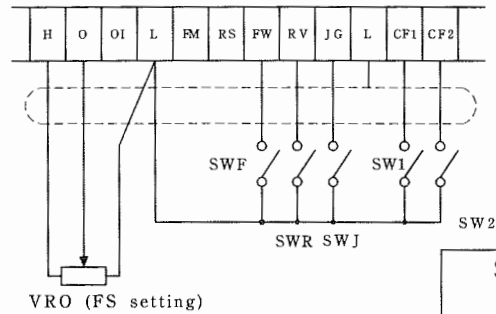 H O OI L FM RS FW RV JG L CF1 CF2
SWF SW1
SW2
SWR SWJ
VRO (FS setting)